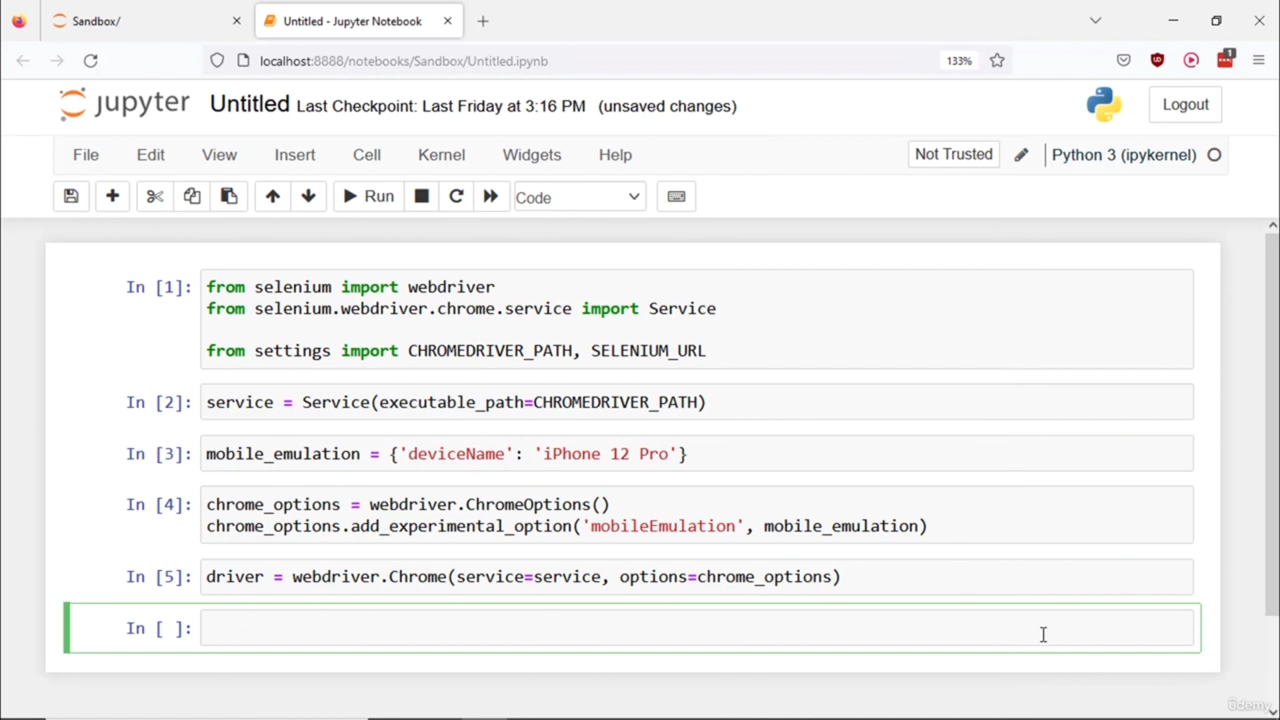 Sandbox/
Untitled - Jupyter Notebook
localhost:8888/notebooks/Sandbox/Untitled.ipynb
133%
1
jupyter Untitled Last Checkpoint: Last Friday at 3:16 PM (unsaved changes)
Logout
File Edit View Insert Cell Kernel Widgets Help
Not Trusted
Python 3 (ipykernel)
Run
Code
In [1]: from selenium import webdriver
from selenium.webdriver.chrome.service import Service
from settings import CHROMEDRIVER_PATH, SELENIUM_URL
In [2]: service = Service(executable_path=CHROMEDRIVER_PATH)
In [3]: mobile_emulation = {'deviceName': 'iPhone 12 Pro'}
In [4]: chrome_options = webdriver.ChromeOptions()
chrome_options.add_experimental_option('mobileEmulation', mobile_emulation)
In [5]: driver = webdriver.Chrome(service=service, options=chrome_options)
In [ ]:
ûdemy